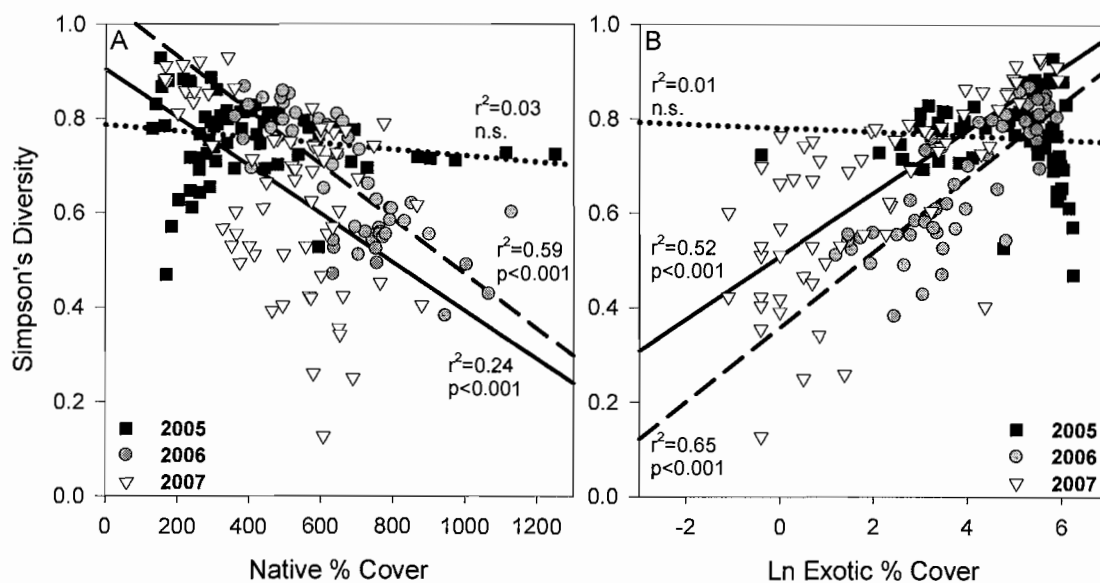 A
B
Simpson's Diversity
1.0
0.8
0.6
0.4
0.2
0.0
r²=0.03
n.s.
r²=0.59
p<0.001
r²=0.24
p<0.001
2005
2006
2007
0 200 400 600 800 1000 1200
Native % Cover
1.0
0.8
0.6
0.4
0.2
0.0
r²=0.01
n.s.
r²=0.52
p<0.001
r²=0.65
p<0.001
2005
2006
2007
-2 0 2 4 6
Ln Exotic % Cover